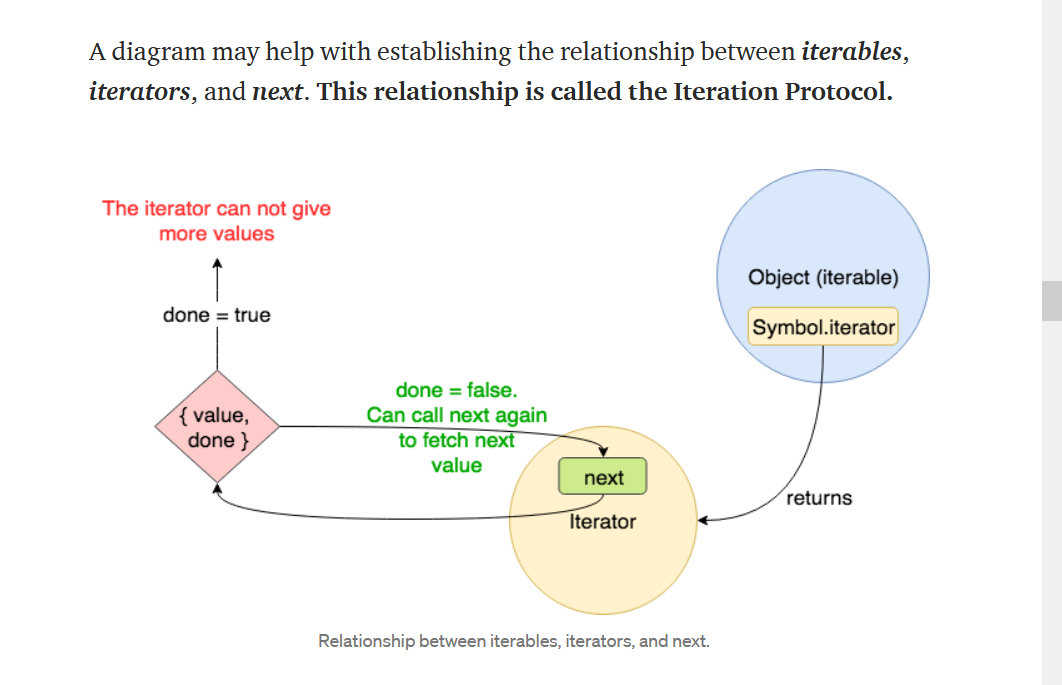 A diagram may help with establishing the relationship between iterables,
iterators, and next. This relationship is called the Iteration Protocol.
The iterator can not give
more values
done = true
{ value,
done }
done = false.
Can call next again
to fetch next
value
next
Iterator
Object (iterable)
Symbol.iterator
returns
Relationship between iterables, iterators, and next.